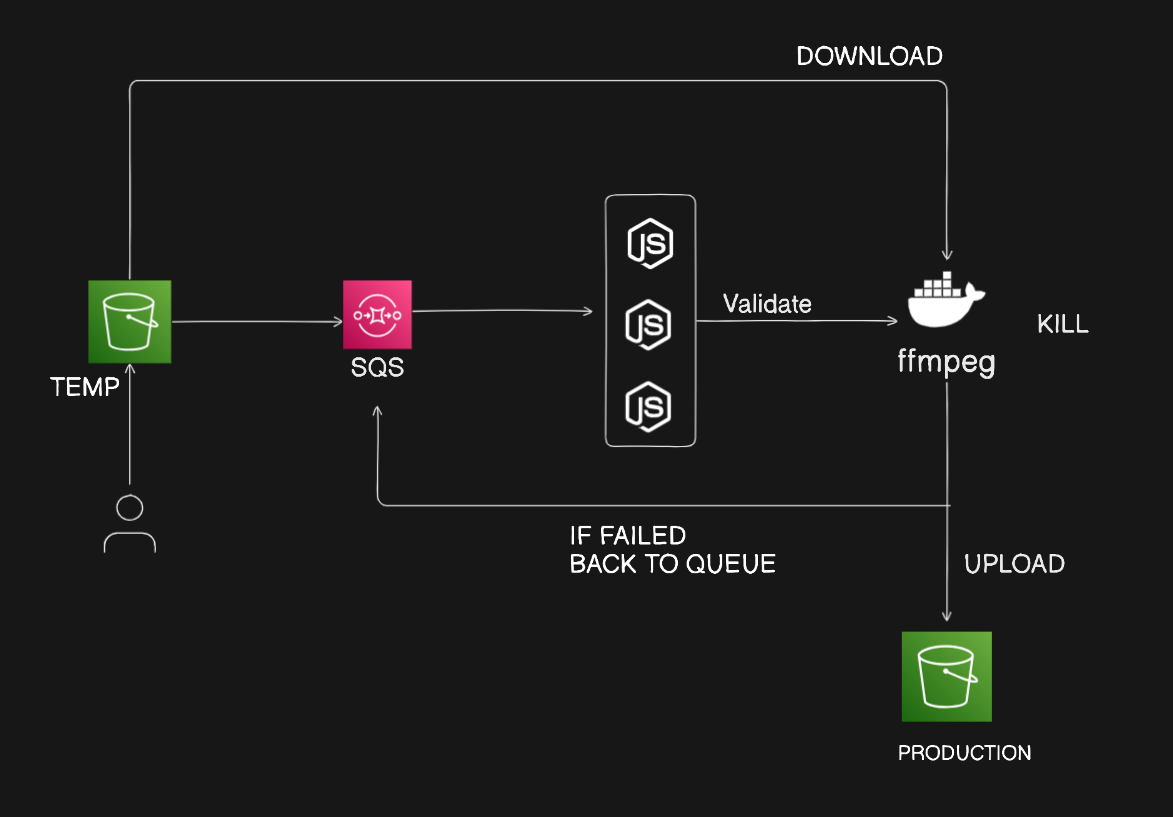 DOWNLOAD
JS
JS
JS
Validate
KILL
ffmpeg
SQS
TEMP
IF FAILED
BACK TO QUEUE
UPLOAD
PRODUCTION